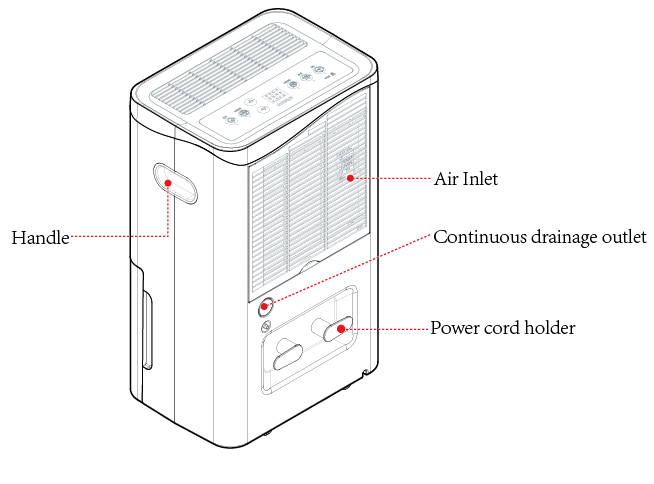 Air Inlet
Handle
Continuous drainage outlet
Power cord holder